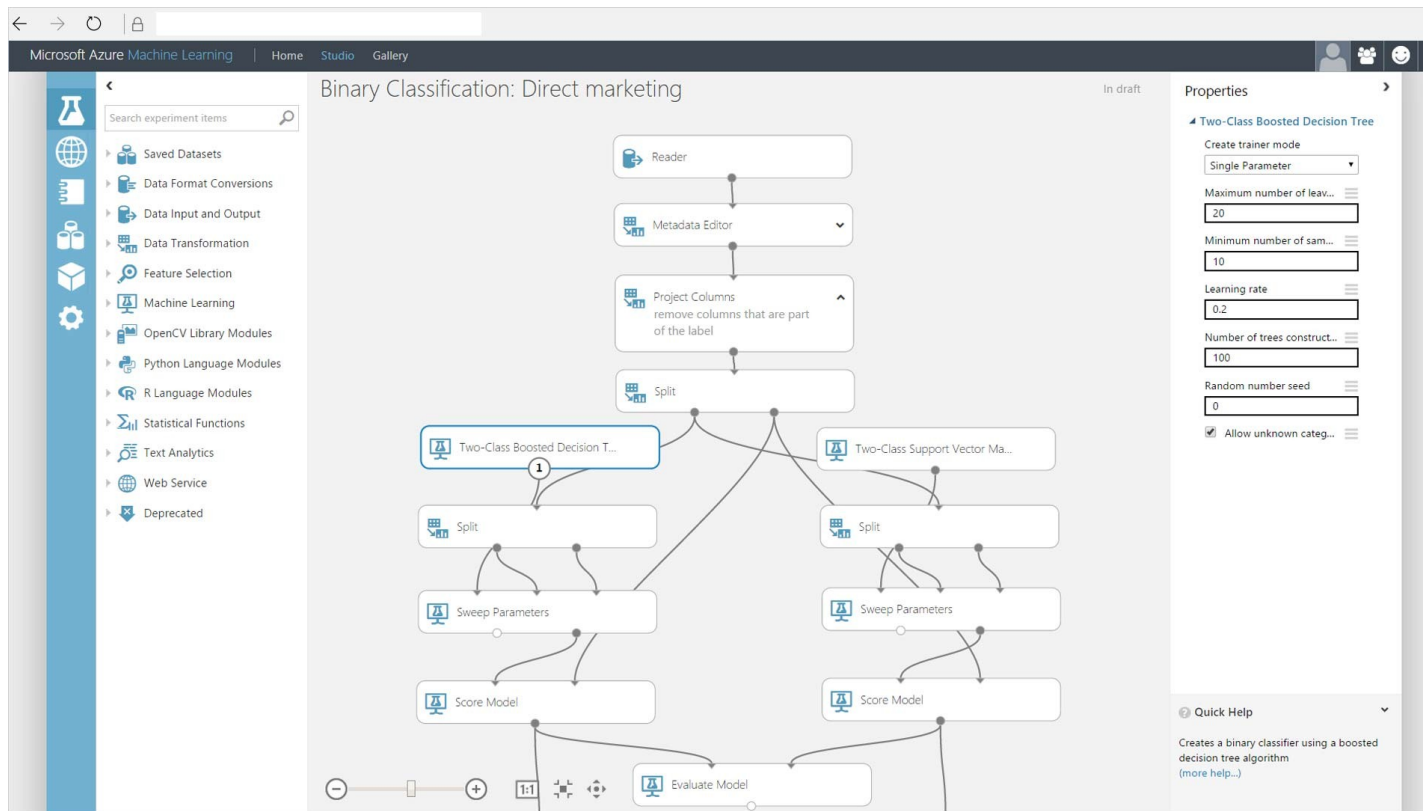 Microsoft Azure Machine Learning | Home Studio Gallery
Search experiment items
Saved Datasets
Data Format Conversions
Data Input and Output
Data Transformation
Feature Selection
Machine Learning
OpenCV Library Modules
Python Language Modules
R Language Modules
Statistical Functions
Text Analytics
Web Service
Deprecated
Binary Classification: Direct marketing
In draft
Reader
Metadata Editor
Project Columns
remove columns that are part
of the label
Split
Two-Class Boosted Decision T...
1
Two-Class Support Vector Ma...
Split
Split
Sweep Parameters
Sweep Parameters
Score Model
Score Model
Evaluate Model
1:1
Properties
Two-Class Boosted Decision Tree
Create trainer mode
Single Parameter
Maximum number of leav...
20
Minimum number of sam...
10
Learning rate
0.2
Number of trees construct...
100
Random number seed
0
Allow unknown categ...
Quick Help
Creates a binary classifier using a boosted
decision tree algorithm
(more help...)